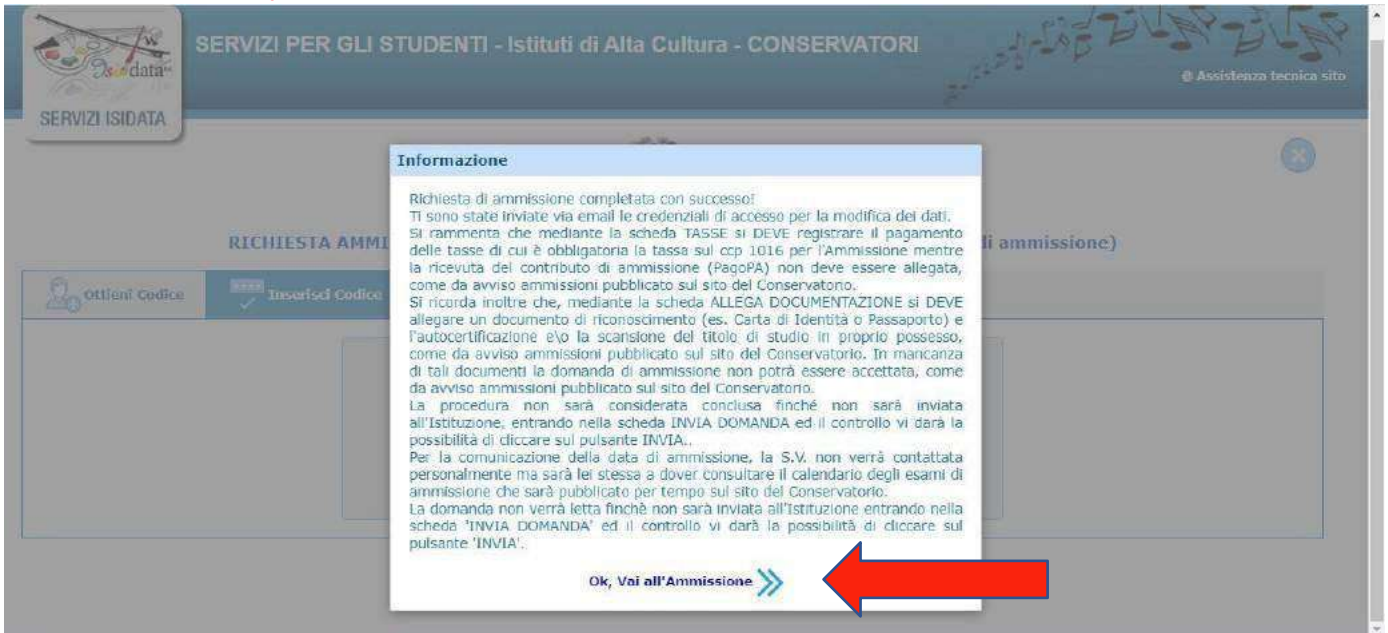 SERVIZI PER GLI STUDENTI - Istituti di Alta Cultura - CONSERVATORI
Isidata
@ Assistenza tecnica sito
SERVIZI ISIDATA
Informazione
Richiesta di ammissione completata con successo!
Ti sono state inviate via email le credenziali di accesso per la modifica dei dati.
Si rammenta che mediante la scheda TASSE si DEVE registrare il pagamento
delle tasse di cui è obbligatoria la tassa sul ccp 1016 per l'Ammissione mentre
la ricevuta del contributo di ammissione (PagoPA) non deve essere allegata,
come da avviso ammissioni pubblicato sul sito del Conservatorio.
Si ricorda inoltre che, mediante la scheda ALLEGA DOCUMENTAZIONE si DEVE
allegare un documento di riconoscimento (es. Carta di Identità o Passaporto) e
l'autocertificazione e\o la scansione del titolo di studio in proprio possesso,
come da avviso ammissioni pubblicato sul sito del Conservatorio. In mancanza
di tali documenti la domanda di ammissione non potrà essere accettata, come
da avviso ammissioni pubblicato sul sito del Conservatorio.
La procedura non sarà considerata conclusa finché non sarà inviata
all'Istituzione, entrando nella scheda INVIA DOMANDA ed il controllo vi darà la
possibilità di cliccare sul pulsante INVIA..
Per la comunicazione della data di ammissione, la S.V. non verrà contattata
personalmente ma sarà lei stessa a dover consultare il calendario degli esami di
ammissione che sarà pubblicato per tempo sul sito del Conservatorio.
La domanda non verrà letta finchè non sarà inviata all'Istituzione entrando nella
scheda 'INVIA DOMANDA' ed il controllo vi darà la possibilità di cliccare sul
pulsante 'INVIA'.
Ok, Vai all'Ammissione
RICHIESTA AMMI
di ammissione)
Ottieni Codice
Inserisci Codice